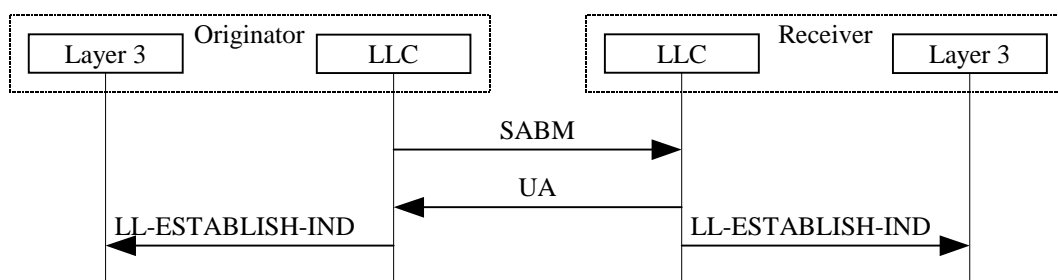 Originator
Receiver
Layer 3
LLC
LLC
Layer 3
SABM
UA
LL-ESTABLISH-IND
LL-ESTABLISH-IND